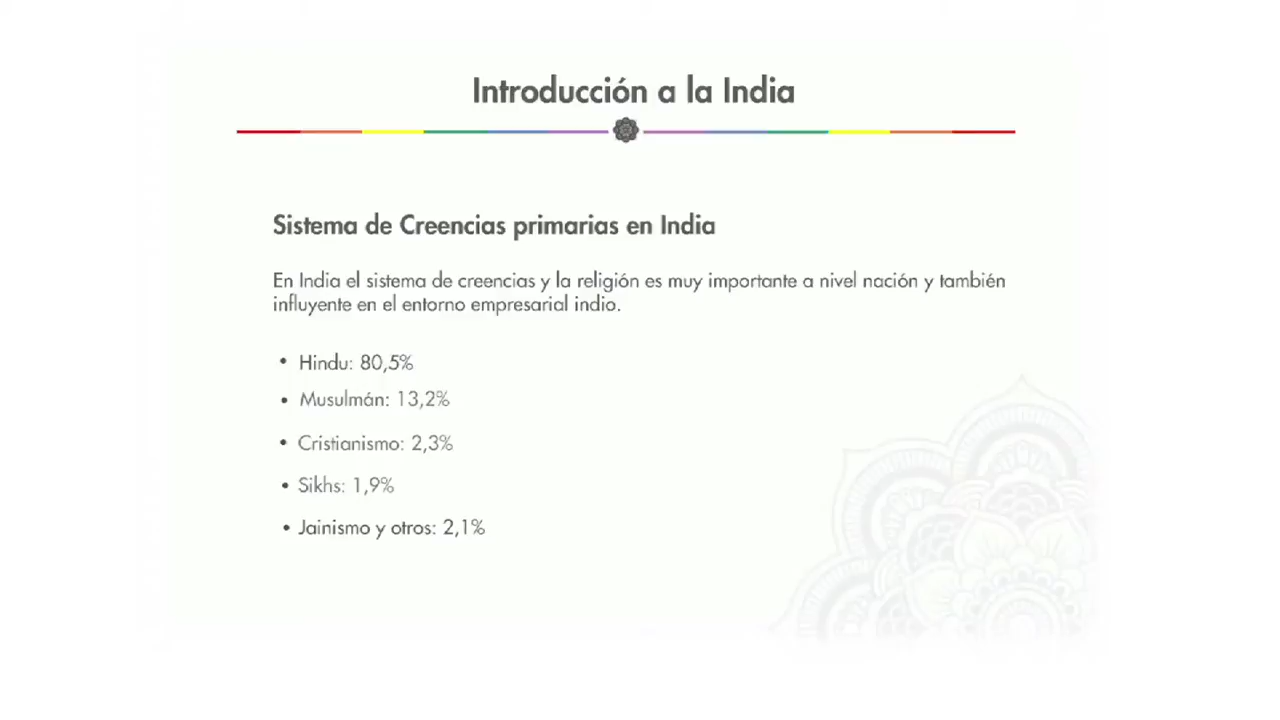 Introducción a la India
Sistema de Creencias primarias en India
En India el sistema de creencias y la religión es muy importante a nivel nación y también
influyente en el entorno empresarial indio.
• Hindu: 80,5%
• Musulmán: 13,2%
• Cristianismo: 2,3%
• Sikhs: 1,9%
• Jainismo y otros: 2,1%